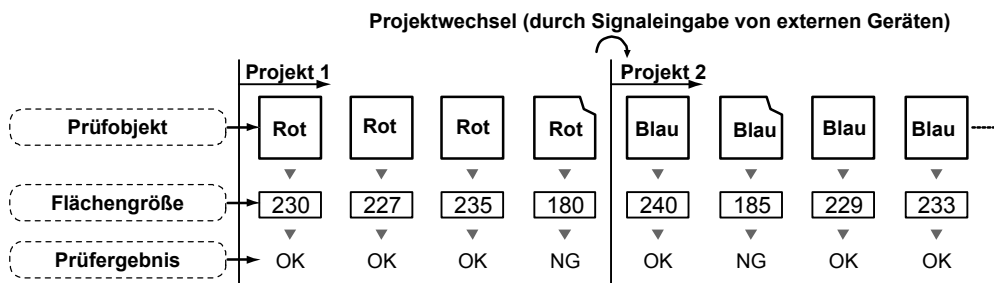 Projektwechsel (durch Signaleingabe von externen Geräten)
Projekt 1 Projekt 2
Prüfobjekt Rot Rot Rot Rot Blau Blau Blau Blau
Flächengröße 230 227 235 180 240 185 229 233
Prüfergebnis OK OK OK NG OK NG OK OK